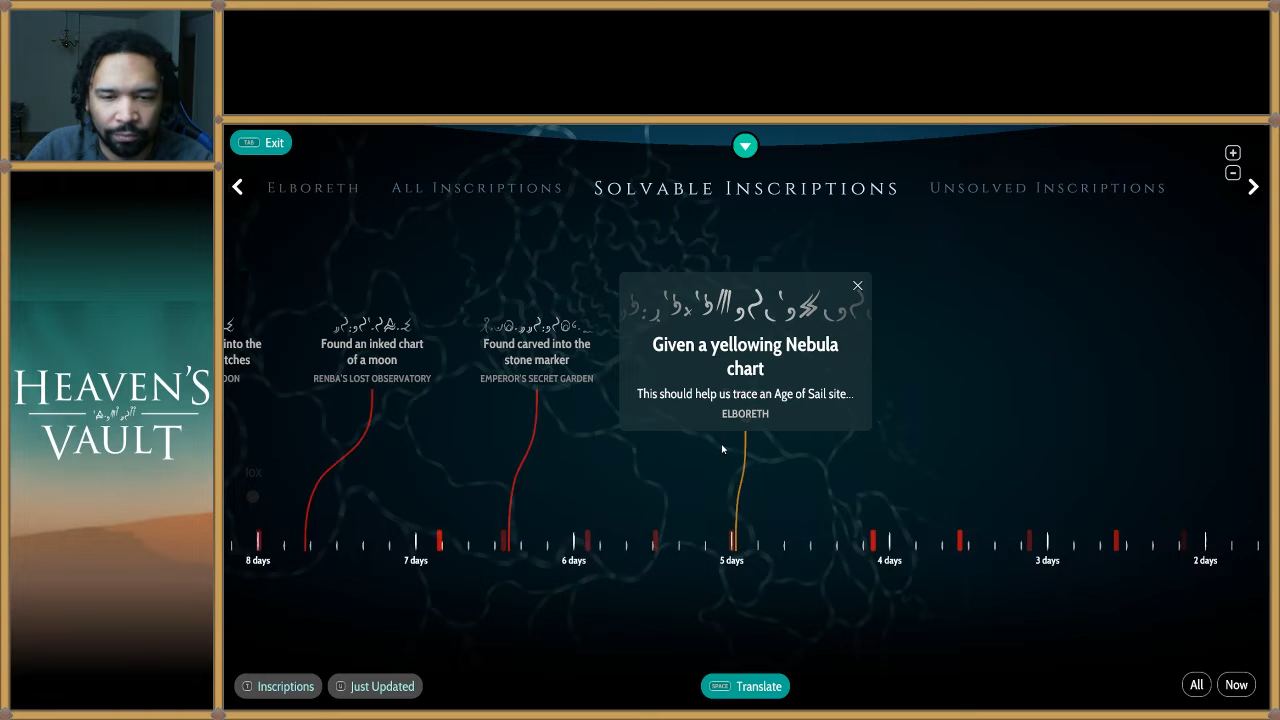 TAB Exit
ELBORETH
ALL INSCRIPTIONS
SOLVABLE INSCRIPTIONS
UNSOLVED INSCRIPTIONS
into the
tches
Found an inked chart
of a moon
RENBA'S LOST OBSERVATORY
Found carved into the
stone marker
EMPEROR'S SECRET GARDEN
Given a yellowing Nebula
chart
This should help us trace an Age of Sail site...
ELBORETH
HEAVEN'S
VAULT
8 days
7 days
6 days
5 days
4 days
3 days
2 days
T Inscriptions
U Just Updated
SPACE Translate
All
Now